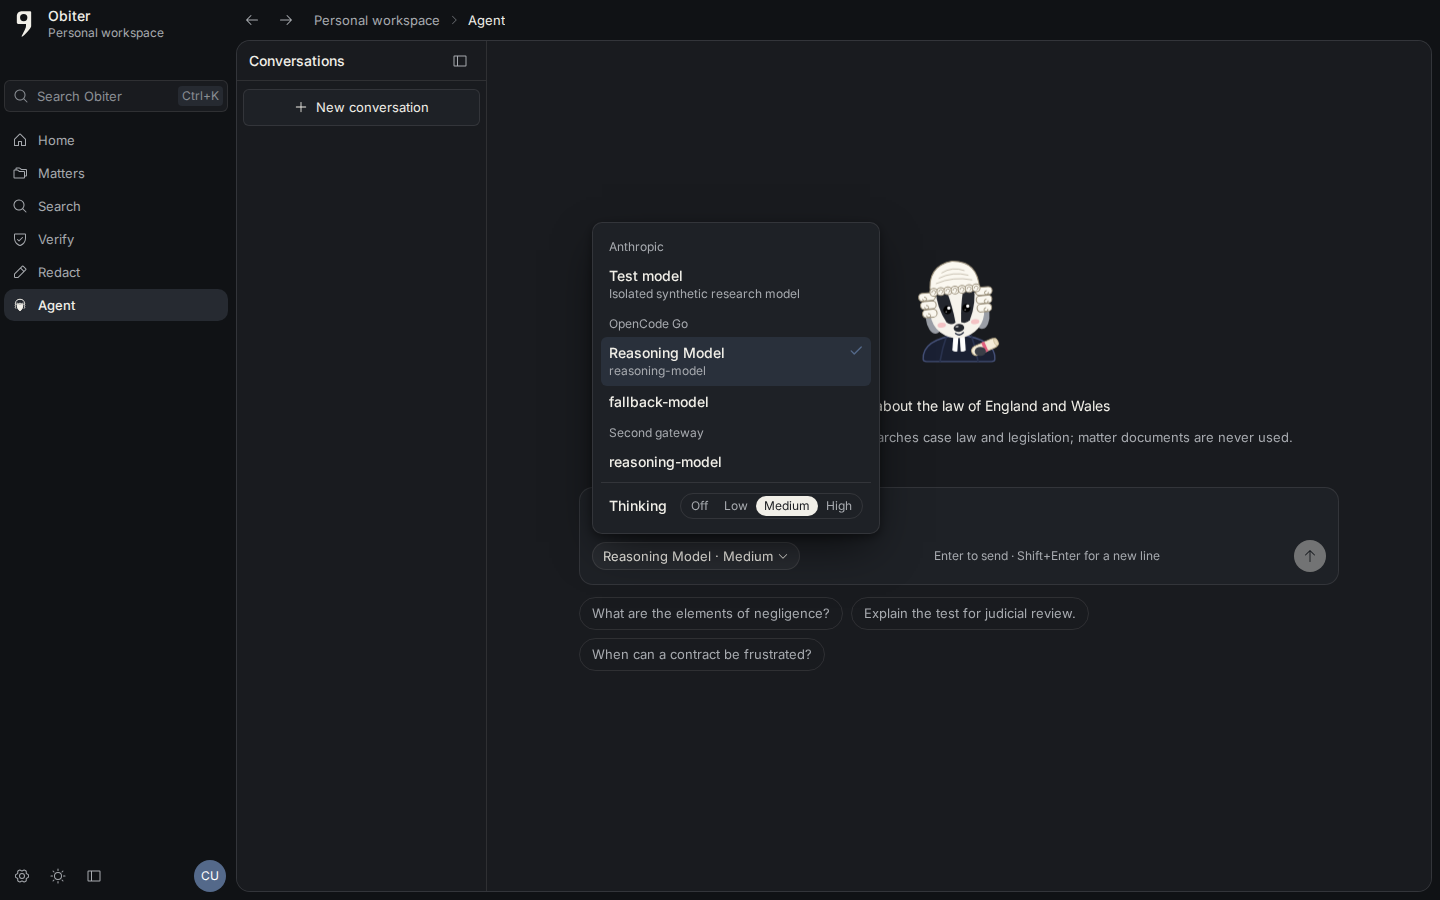 Obiter
Personal workspace
Search Obiter Ctrl+K
Home
Matters
Search
Verify
Redact
Agent
CU
Personal workspace > Agent
Conversations
+ New conversation
about the law of England and Wales
case law and legislation; matter documents are never used.
Anthropic
Test model
Isolated synthetic research model
OpenCode Go
Reasoning Model
reasoning-model
fallback-model
Second gateway
reasoning-model
Thinking Off Low Medium High
Reasoning Model · Medium
Enter to send · Shift+Enter for a new line
What are the elements of negligence?
Explain the test for judicial review.
When can a contract be frustrated?